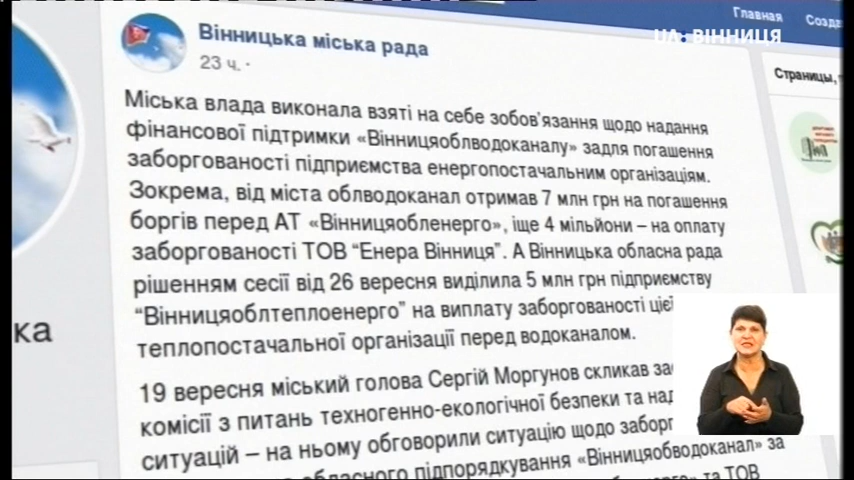 Главная
UA: ВІННИЦЯ
Вінницька міська рада
23 ч. ·
Страницы,
Міська влада виконала взяті на себе зобов'язання щодо надання
фінансової підтримки «Вінницяоблводоканалу» задля погашення
заборгованості підприємства енергопостачальним організаціям.
Зокрема, від міста облводоканал отримав 7 млн грн на погашення
боргів перед АТ «Вінницяобленерго», іще 4 мільйони – на оплату
заборгованості ТОВ “Енера Вінниця”. А Вінницька обласна рада
рішенням сесії від 26 вересня виділила 5 млн грн підприємству
“Вінницяоблтеплоенерго” на виплату заборгованості цієї
теплопостачальної організації перед водоканалом.
ка
19 вересня міський голова Сергій Моргунов скликав
комісії з питань техногенно-екологічної безпеки та
ситуацій – на ньому обговорили ситуацію щодо
обласного підпорядкування «Вінницяобводоканал» за
та ТОВ